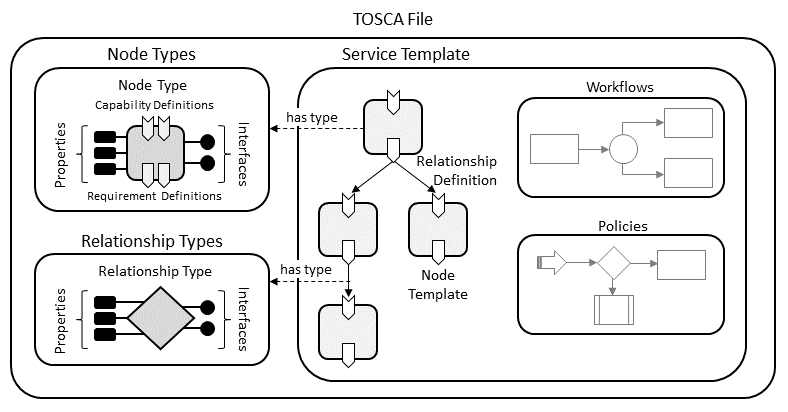 TOSCA File
Node Types
Node Type
Capability Definitions
Properties
Interfaces
Requirement Definitions
Relationship Types
Relationship Type
Properties
Interfaces
Service Template
has type
Relationship
Definition
has type
Node
Template
Workflows
Policies